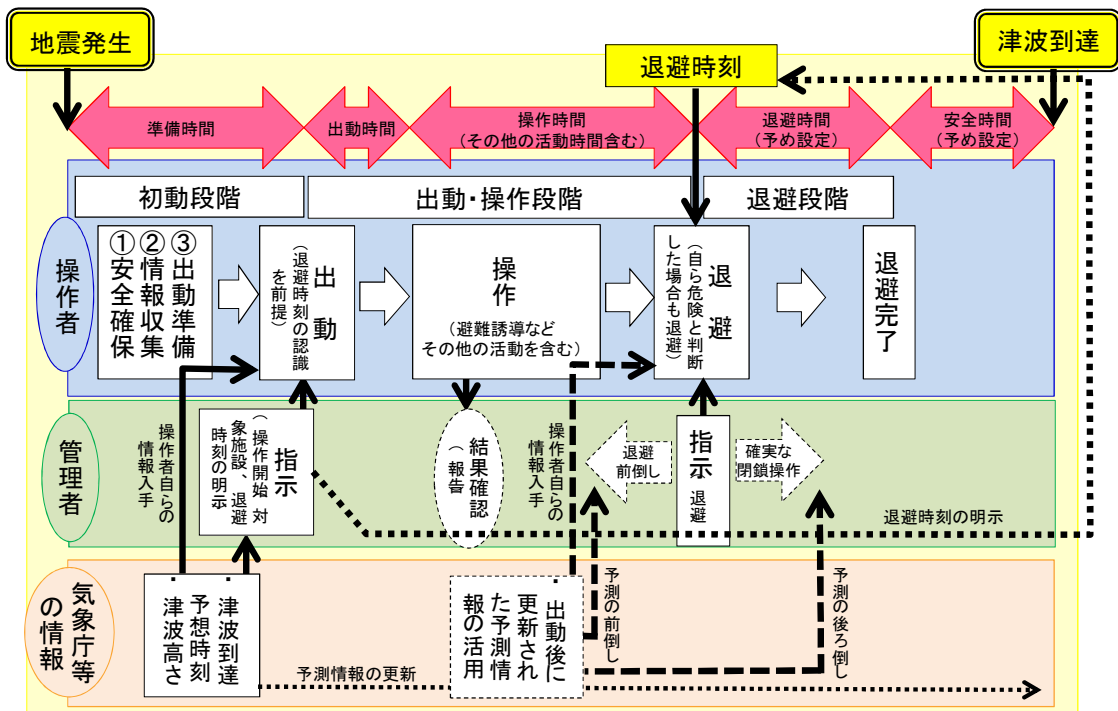 地震発生
退避時刻
津波到達
準備時間
出動時間
操作時間
(その他の活動時間含む)
退避時間
(予め設定)
安全時間
(予め設定)
初動段階
出動・操作段階
退避段階
操作者
①安全確保
②情報収集
③出動準備
出動
(退避時刻の認識
を前提)
操作
(避難誘導など
その他の活動を含む)
退避
(自ら危険と判断
した場合も退避)
退避完了
管理者
操作者自らの
情報入手
指示
(操作開始 対
象施設、退避
時刻の明示
結果確認
(報告
操作者自らの
情報入手
退避
前倒し
指示 退避
確実な
閉鎖操作
退避時刻の明示
気象庁等
の情報
・津波到達
予想時刻
・津波高さ
予測情報の更新
・出動後に
更新され
た予測情
報の活用
予測の前倒し
予測の後ろ倒し